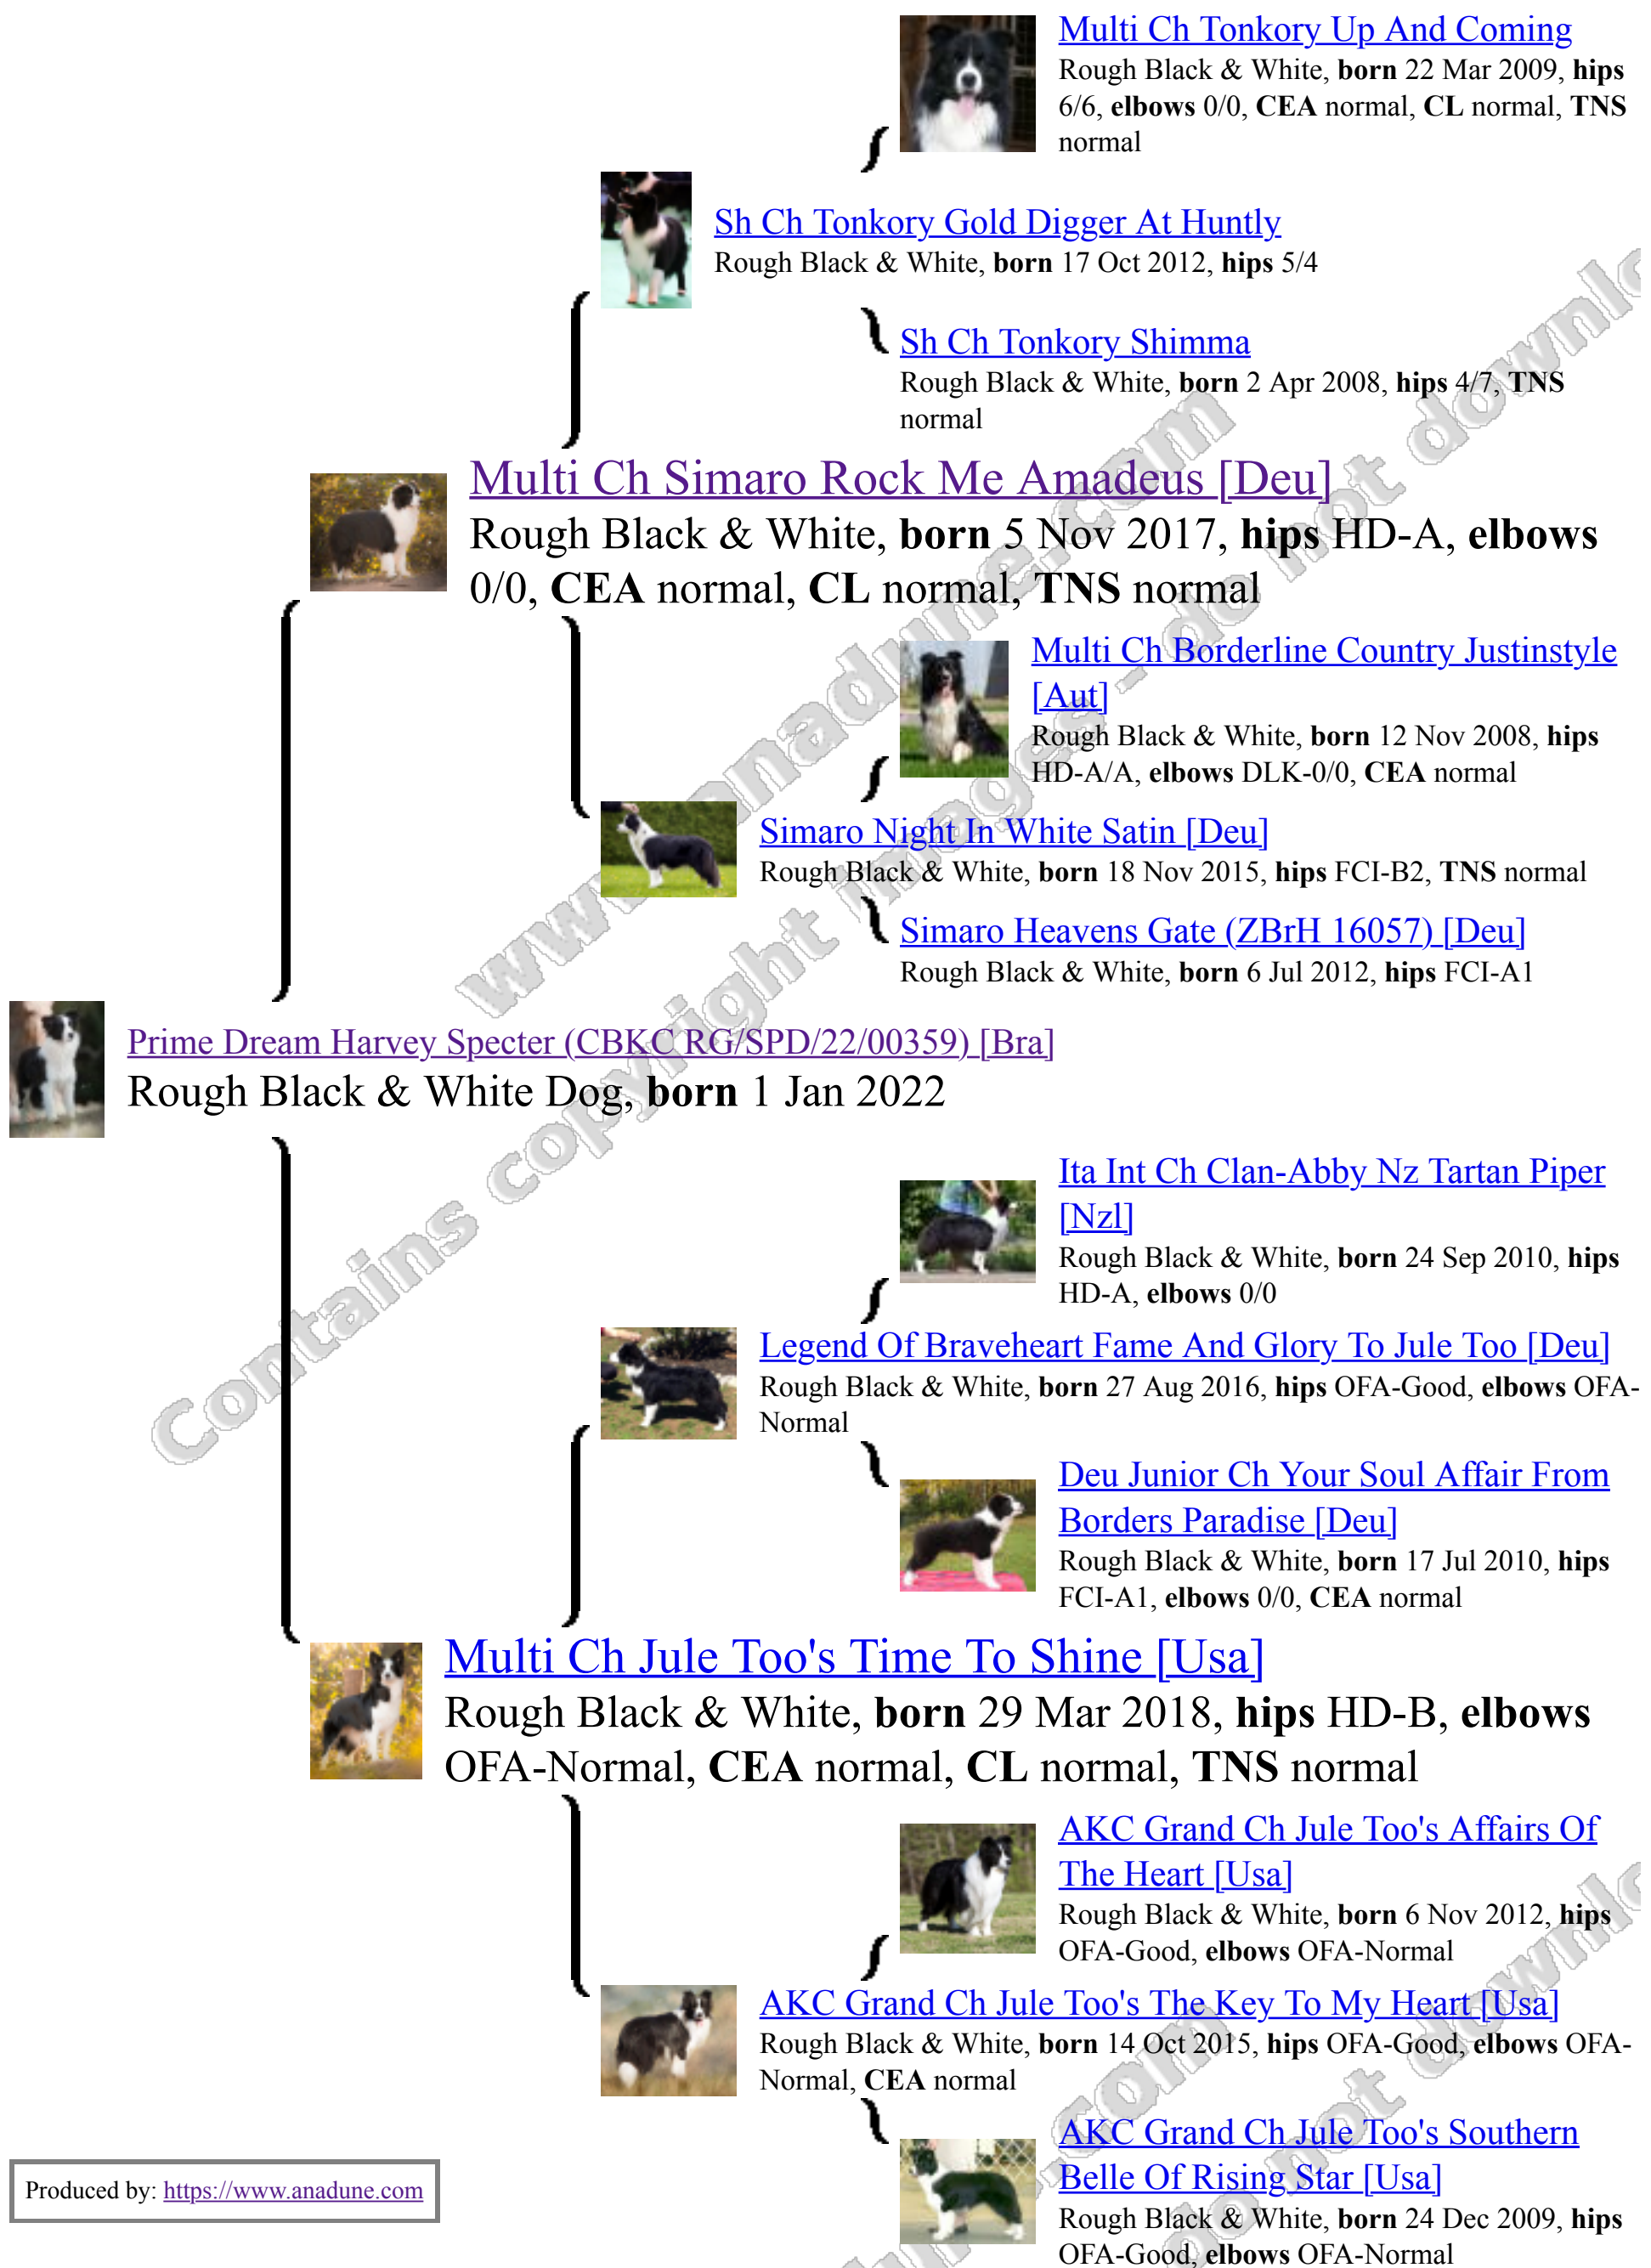 Multi Ch Tonkory Up And Coming
Rough Black & White, born 22 Mar 2009, hips
6/6, elbows 0/0, CEA normal, CL normal, TNS
normal
Sh Ch Tonkory Gold Digger At Huntly
Rough Black & White, born 17 Oct 2012, hips 5/4
Sh Ch Tonkory Shimma
Rough Black & White, born 2 Apr 2008, hips 4/7, TNS
normal
Multi Ch Simaro Rock Me Amadeus [Deu]
Rough Black & White, born 5 Nov 2017, hips HD-A, elbows
0/0, CEA normal, CL normal, TNS normal
Multi Ch Borderline Country Justinstyle
[Aut]
Rough Black & White, born 12 Nov 2008, hips
HD-A/A, elbows DLK-0/0, CEA normal
Simaro Night In White Satin [Deu]
Rough Black & White, born 18 Nov 2015, hips FCI-B2, TNS normal
Simaro Heavens Gate (ZBrH 16057) [Deu]
Rough Black & White, born 6 Jul 2012, hips FCI-A1
Prime Dream Harvey Specter (CBKC RG/SPD/22/00359) [Bra]
Rough Black & White Dog, born 1 Jan 2022
Ita Int Ch Clan-Abby Nz Tartan Piper
[Nzl]
Rough Black & White, born 24 Sep 2010, hips
HD-A, elbows 0/0
Legend Of Braveheart Fame And Glory To Jule Too [Deu]
Rough Black & White, born 27 Aug 2016, hips OFA-Good, elbows OFA-
Normal
Deu Junior Ch Your Soul Affair From
Borders Paradise [Deu]
Rough Black & White, born 17 Jul 2010, hips
FCI-A1, elbows 0/0, CEA normal
Multi Ch Jule Too's Time To Shine [Usa]
Rough Black & White, born 29 Mar 2018, hips HD-B, elbows
OFA-Normal, CEA normal, CL normal, TNS normal
AKC Grand Ch Jule Too's Affairs Of
The Heart [Usa]
Rough Black & White, born 6 Nov 2012, hips
OFA-Good, elbows OFA-Normal
AKC Grand Ch Jule Too's The Key To My Heart [Usa]
Rough Black & White, born 14 Oct 2015, hips OFA-Good, elbows OFA-
Normal, CEA normal
AKC Grand Ch Jule Too's Southern
Belle Of Rising Star [Usa]
Rough Black & White, born 24 Dec 2009, hips
OFA-Good, elbows OFA-Normal
Produced by: https://www.anadune.com
www.anadune.com
Contains copyright images - do not downlo